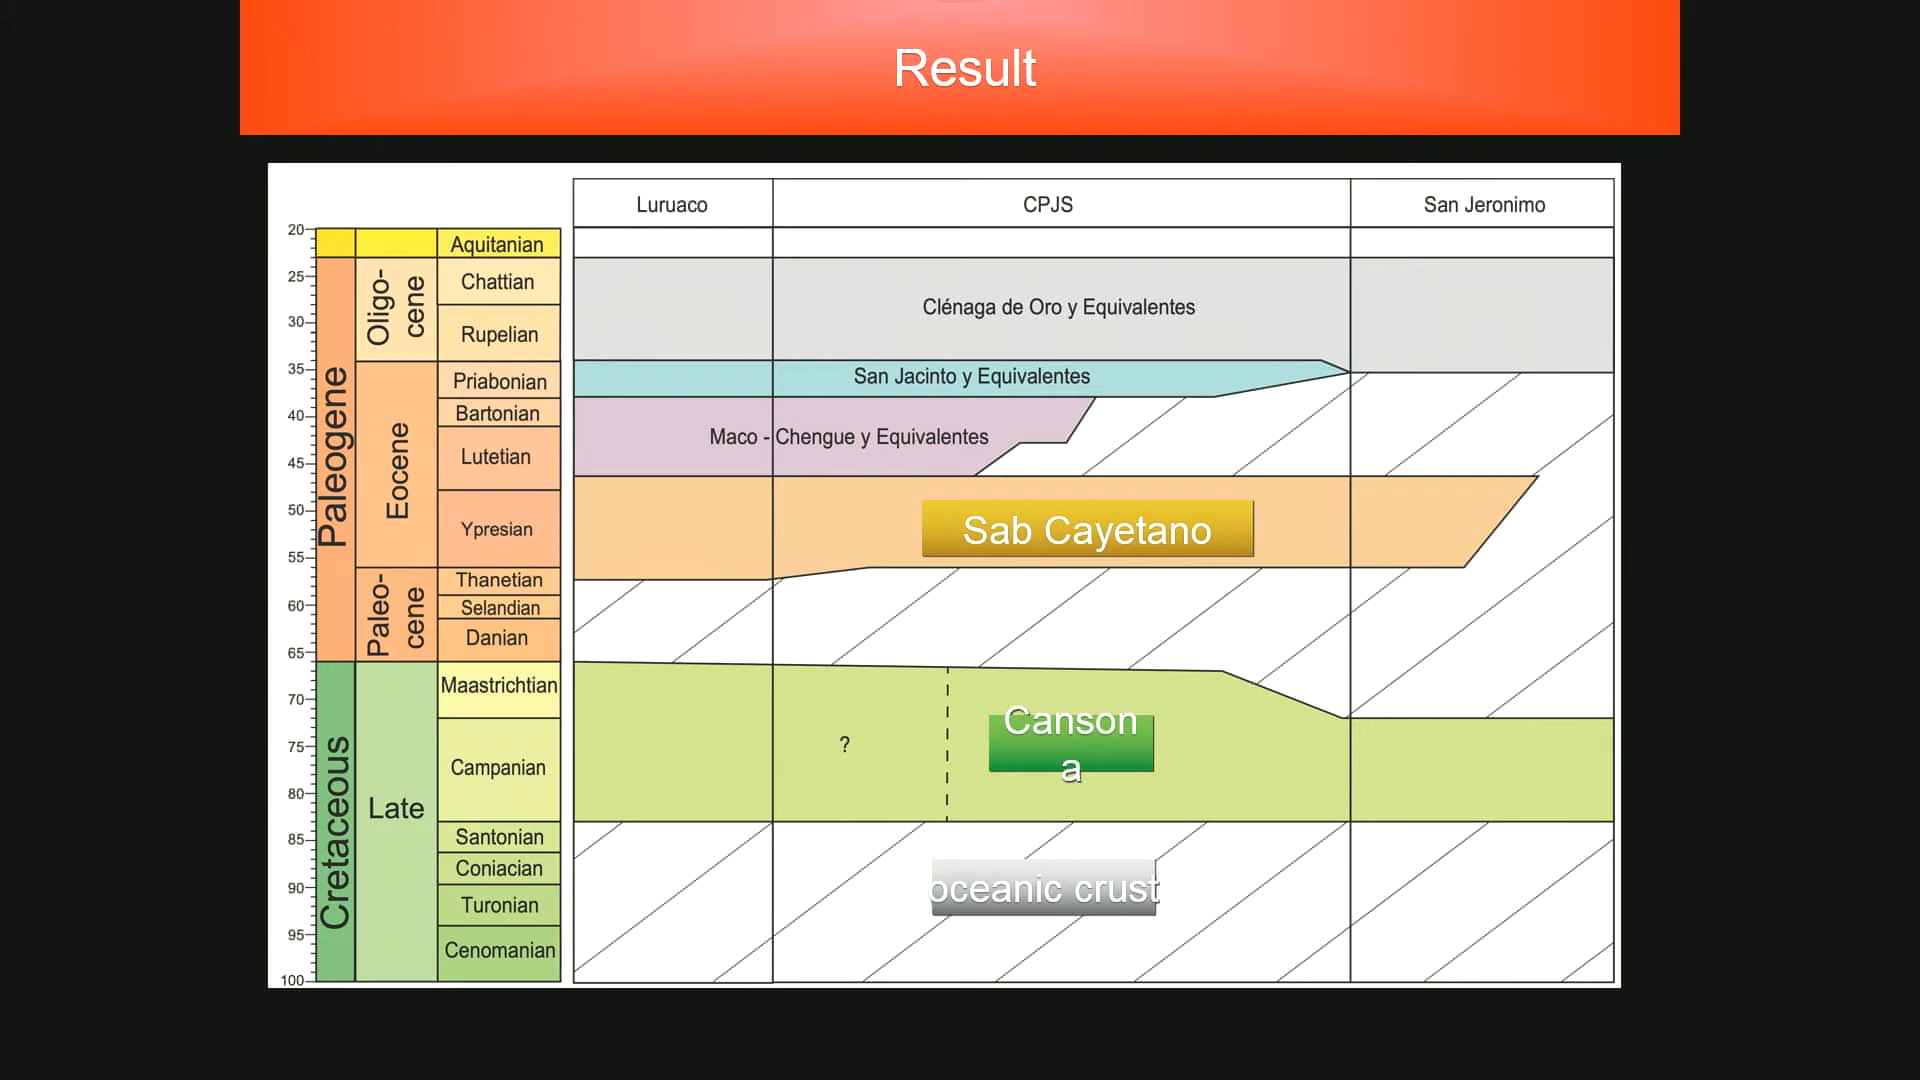 Result
Luruaco
CPJS
San Jeronimo
20
25
30
35
40
45
50
55
60
65
70
75
80
85
90
95
100
Paleogene
Cretaceous
Oligo-
cene
Eocene
Paleo-
cene
Late
Aquitanian
Chattian
Rupelian
Priabonian
Bartonian
Lutetian
Ypresian
Thanetian
Selandian
Danian
Maastrichtian
Campanian
Santonian
Coniacian
Turonian
Cenomanian
Clénaga de Oro y Equivalentes
San Jacinto y Equivalentes
Maco - Chengue y Equivalentes
Sab Cayetano
?
Canson
a
oceanic crust